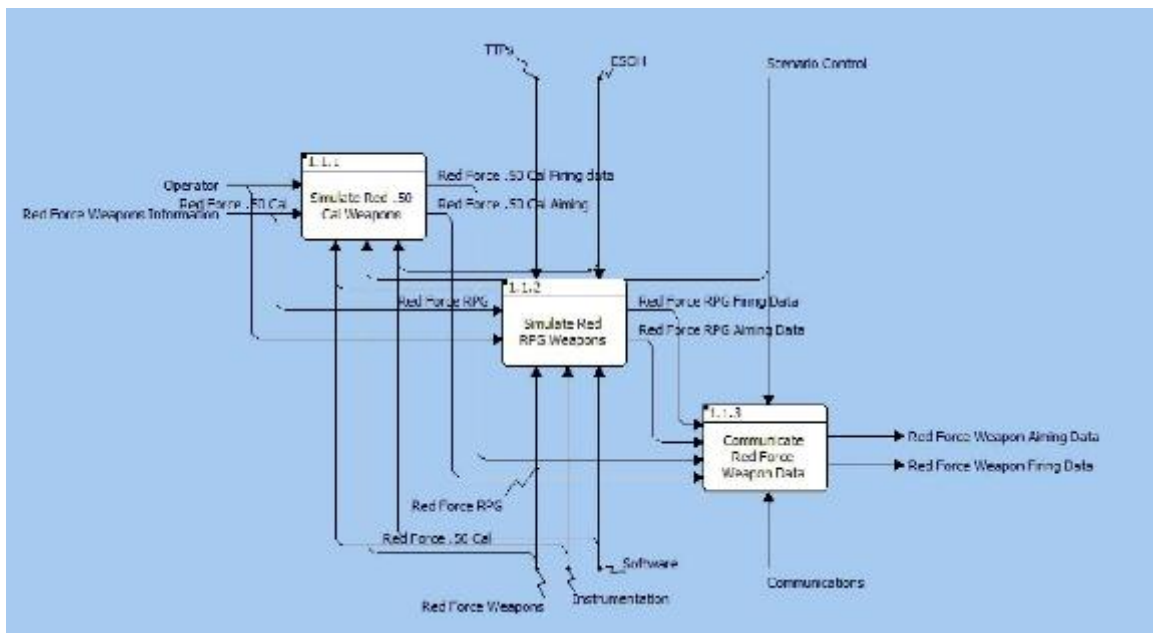 TTPs
ESOH
Scenario Control
1.1.1
Simulate Red .50
Cal Weapons
Operator
Red Force .50 Cal
Red Force Weapons Information
Red Force .50 Cal Firing data
Red Force .50 Cal Aiming
1.1.2
Simulate Red
RPG Weapons
Red Force RPG
Red Force RPG Firing Data
Red Force RPG Aiming Data
1.1.3
Communicate
Red Force
Weapon Data
Red Force Weapon Aiming Data
Red Force Weapon Firing Data
Red Force RPG
Red Force .50 Cal
Software
Red Force Weapons
Instrumentation
Communications